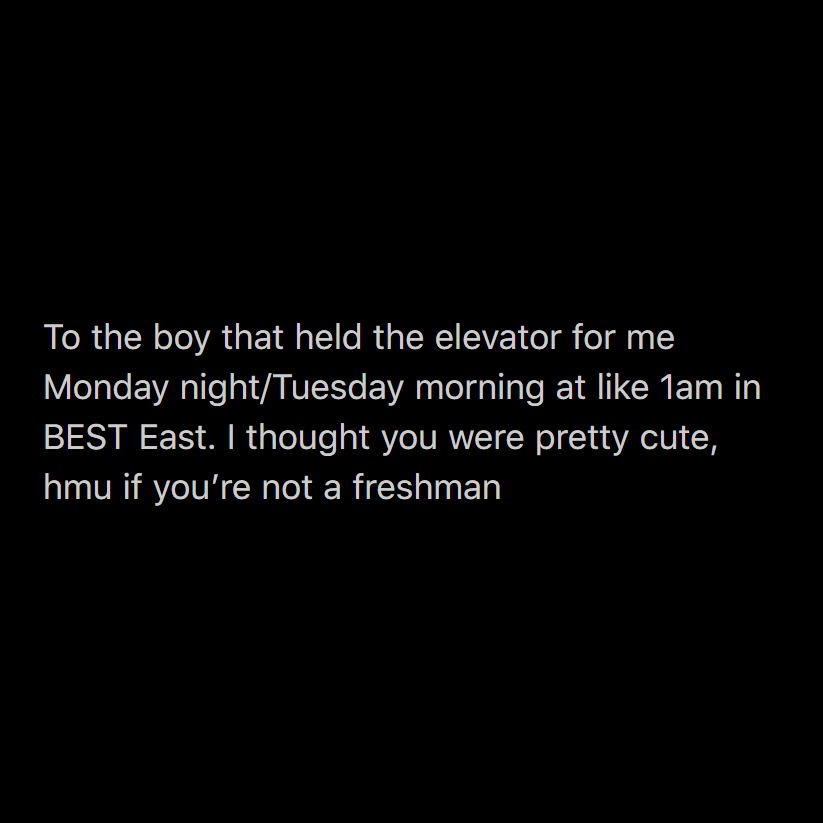 To the boy that held the elevator for me
Monday night/Tuesday morning at like 1am in
BEST East. I thought you were pretty cute,
hmu if you’re not a freshman